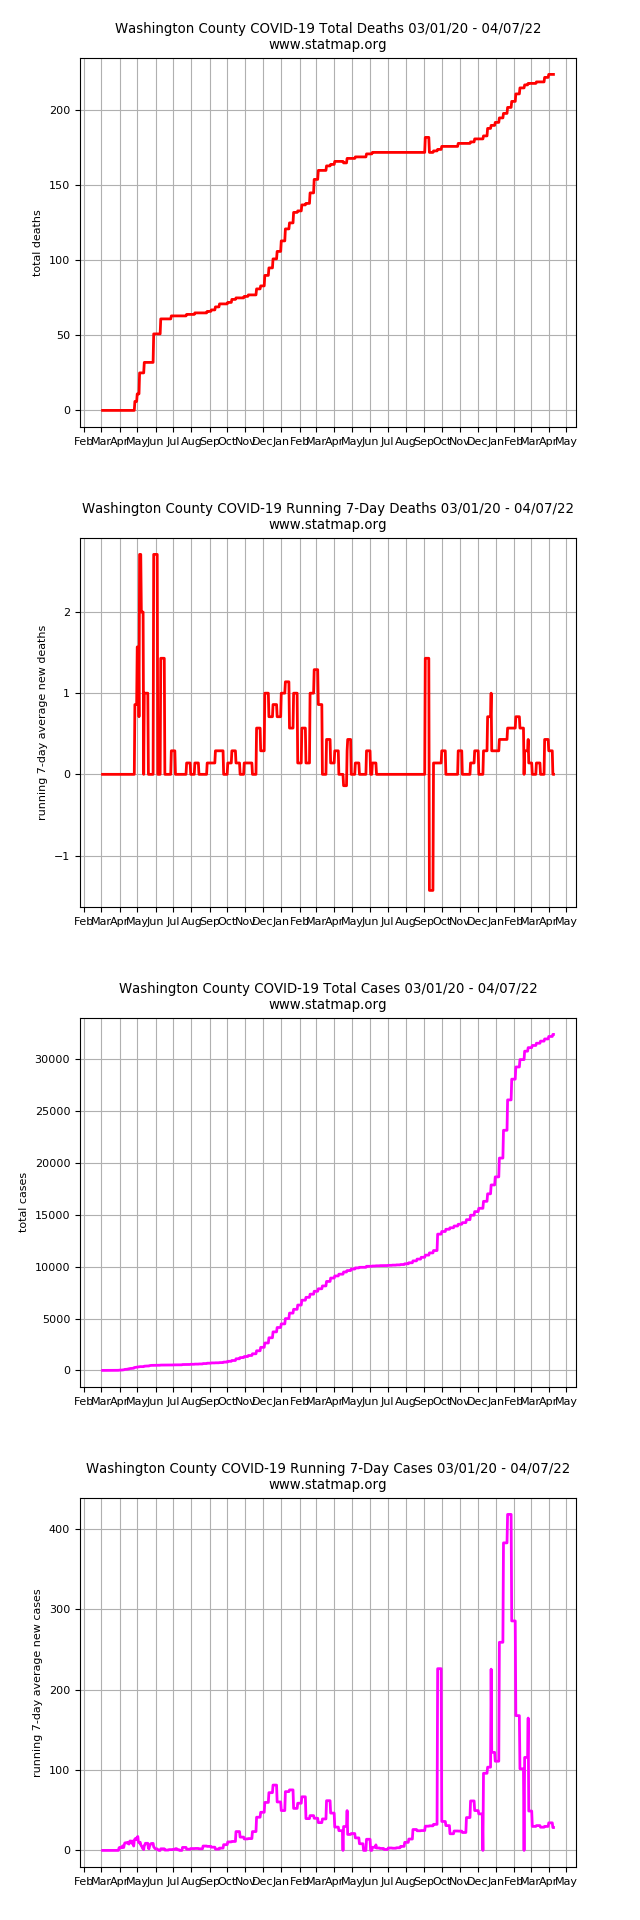 Washington County COVID-19 Total Deaths 03/01/20 - 04/07/22
www.statmap.org
total deaths
200
150
100
50
0
Feb Mar Apr May Jun Jul Aug Sep Oct Nov Dec Jan Feb Mar Apr May Jun Jul Aug Sep Oct Nov Dec Jan Feb Mar Apr May
Washington County COVID-19 Running 7-Day Deaths 03/01/20 - 04/07/22
www.statmap.org
running 7-day average new deaths
2
1
0
−1
Feb Mar Apr May Jun Jul Aug Sep Oct Nov Dec Jan Feb Mar Apr May Jun Jul Aug Sep Oct Nov Dec Jan Feb Mar Apr May
Washington County COVID-19 Total Cases 03/01/20 - 04/07/22
www.statmap.org
total cases
30000
25000
20000
15000
10000
5000
0
Feb Mar Apr May Jun Jul Aug Sep Oct Nov Dec Jan Feb Mar Apr May Jun Jul Aug Sep Oct Nov Dec Jan Feb Mar Apr May
Washington County COVID-19 Running 7-Day Cases 03/01/20 - 04/07/22
www.statmap.org
running 7-day average new cases
400
300
200
100
0
Feb Mar Apr May Jun Jul Aug Sep Oct Nov Dec Jan Feb Mar Apr May Jun Jul Aug Sep Oct Nov Dec Jan Feb Mar Apr May